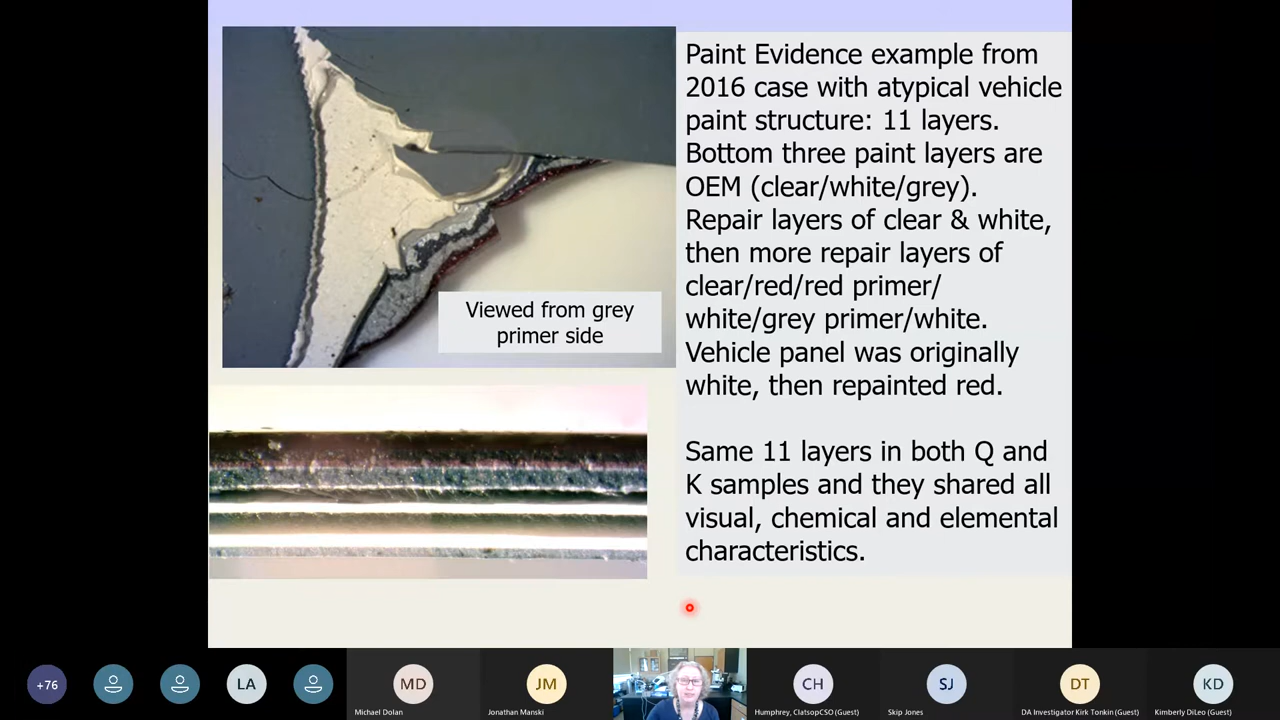 Paint Evidence example from
2016 case with atypical vehicle
paint structure: 11 layers.
Bottom three paint layers are
OEM (clear/white/grey).
Repair layers of clear & white,
then more repair layers of
clear/red/red primer/
white/grey primer/white.
Vehicle panel was originally
white, then repainted red.
Same 11 layers in both Q and
K samples and they shared all
visual, chemical and elemental
characteristics.
Viewed from grey
primer side
+76
LA
MD
Michael Dolan
JM
Jonathan Manski
CH
Humphrey, ClatsopCSO (Guest)
SJ
Skip Jones
DT
DA Investigator Kirk Tonkin (Guest)
KD
Kimberly DiLeo (Guest)